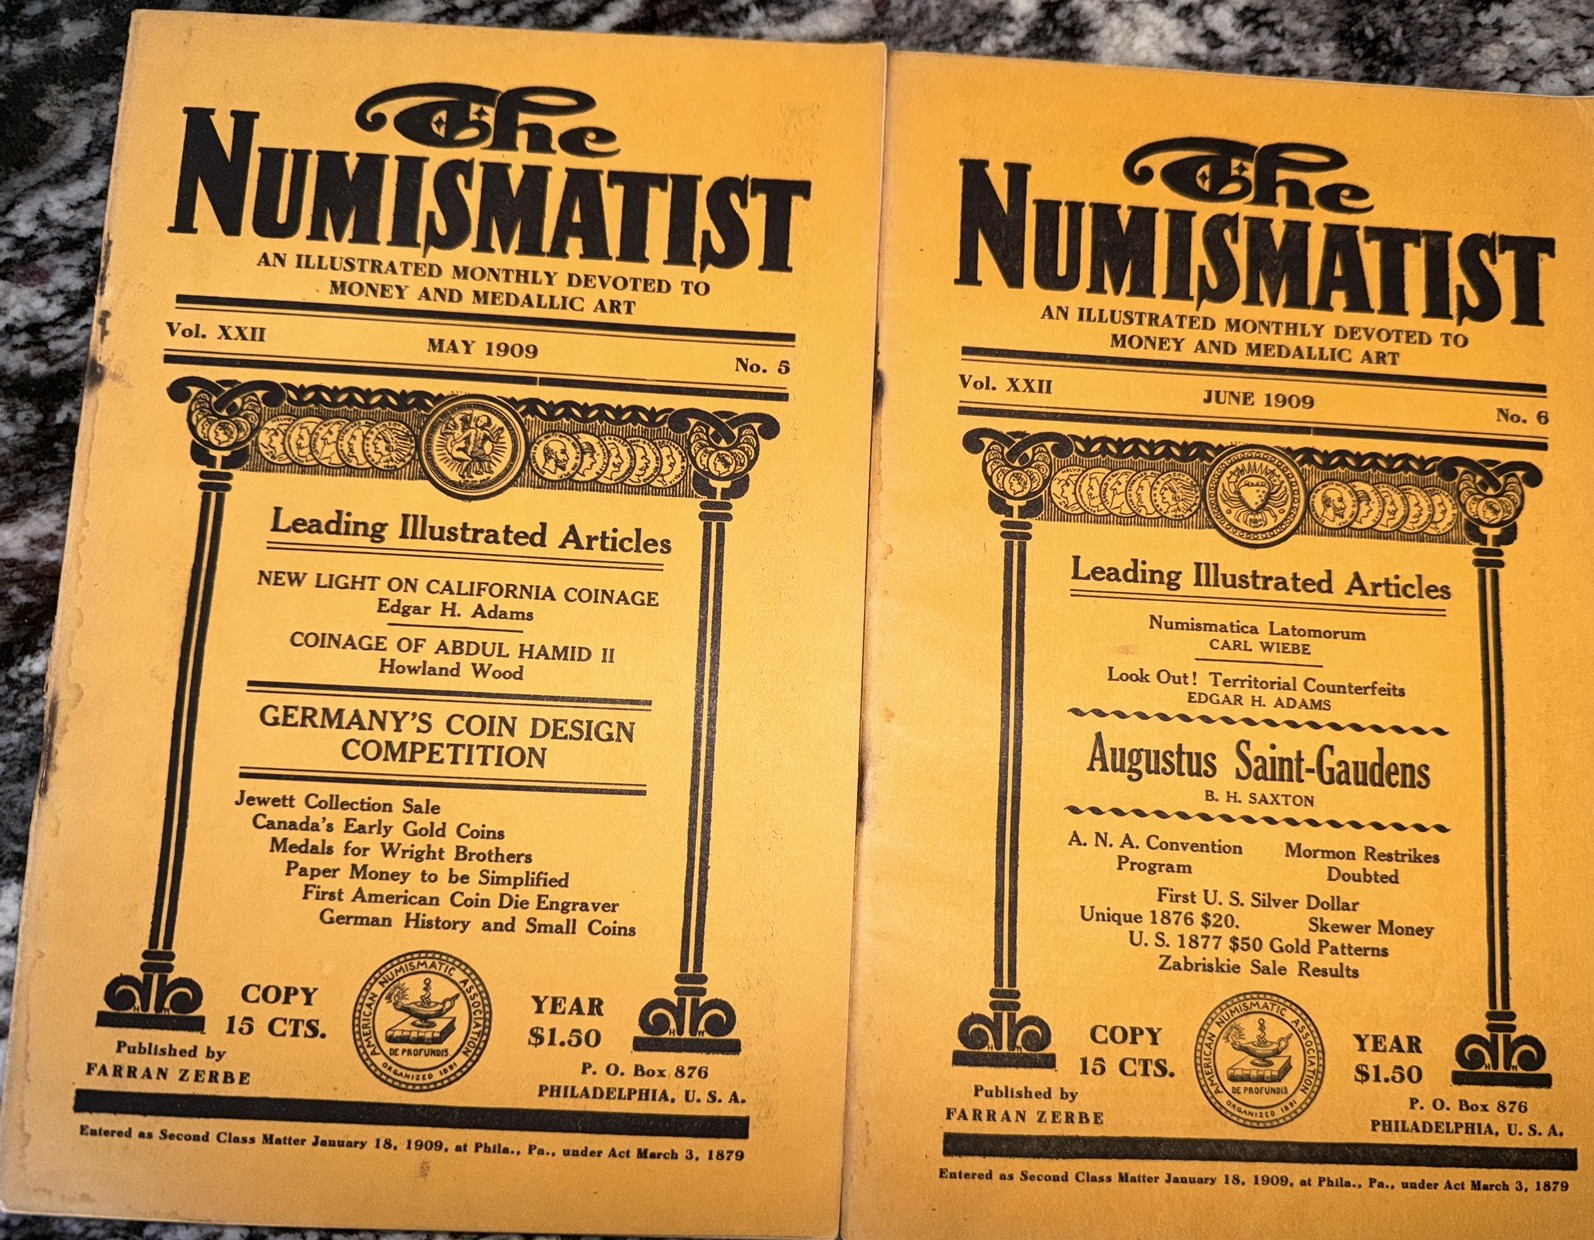 The
NUMISMATIST
AN ILLUSTRATED MONTHLY DEVOTED TO
MONEY AND MEDALLIC ART
Vol. XXII MAY 1909 No. 5
Leading Illustrated Articles
NEW LIGHT ON CALIFORNIA COINAGE
Edgar H. Adams
COINAGE OF ABDUL HAMID II
Howland Wood
GERMANY'S COIN DESIGN
COMPETITION
Jewett Collection Sale
Canada's Early Gold Coins
Medals for Wright Brothers
Paper Money to be Simplified
First American Coin Die Engraver
German History and Small Coins
COPY
15 CTS.
AMERICAN NUMISMATIC ASSOCIATION
DE PROFUNDIS
ORGANIZED 1891
YEAR
$1.50
Published by
FARRAN ZERBE
P. O. Box 876
PHILADELPHIA, U. S. A.
Entered as Second Class Matter January 18, 1909, at Phila., Pa., under Act March 3, 1879
The
NUMISMATIST
AN ILLUSTRATED MONTHLY DEVOTED TO
MONEY AND MEDALLIC ART
Vol. XXII JUNE 1909 No. 6
Leading Illustrated Articles
Numismatica Latomorum
CARL WIEBE
Look Out! Territorial Counterfeits
EDGAR H. ADAMS
Augustus Saint-Gaudens
B. H. SAXTON
A. N. A. Convention
Program
Mormon Restrikes
Doubted
First U. S. Silver Dollar
Unique 1876 $20. Skewer Money
U. S. 1877 $50 Gold Patterns
Zabriskie Sale Results
COPY
15 CTS.
AMERICAN NUMISMATIC ASSOCIATION
DE PROFUNDIS
ORGANIZED 1891
YEAR
$1.50
Published by
FARRAN ZERBE
P. O. Box 876
PHILADELPHIA, U. S. A.
Entered as Second Class Matter January 18, 1909, at Phila., Pa., under Act March 3, 1879